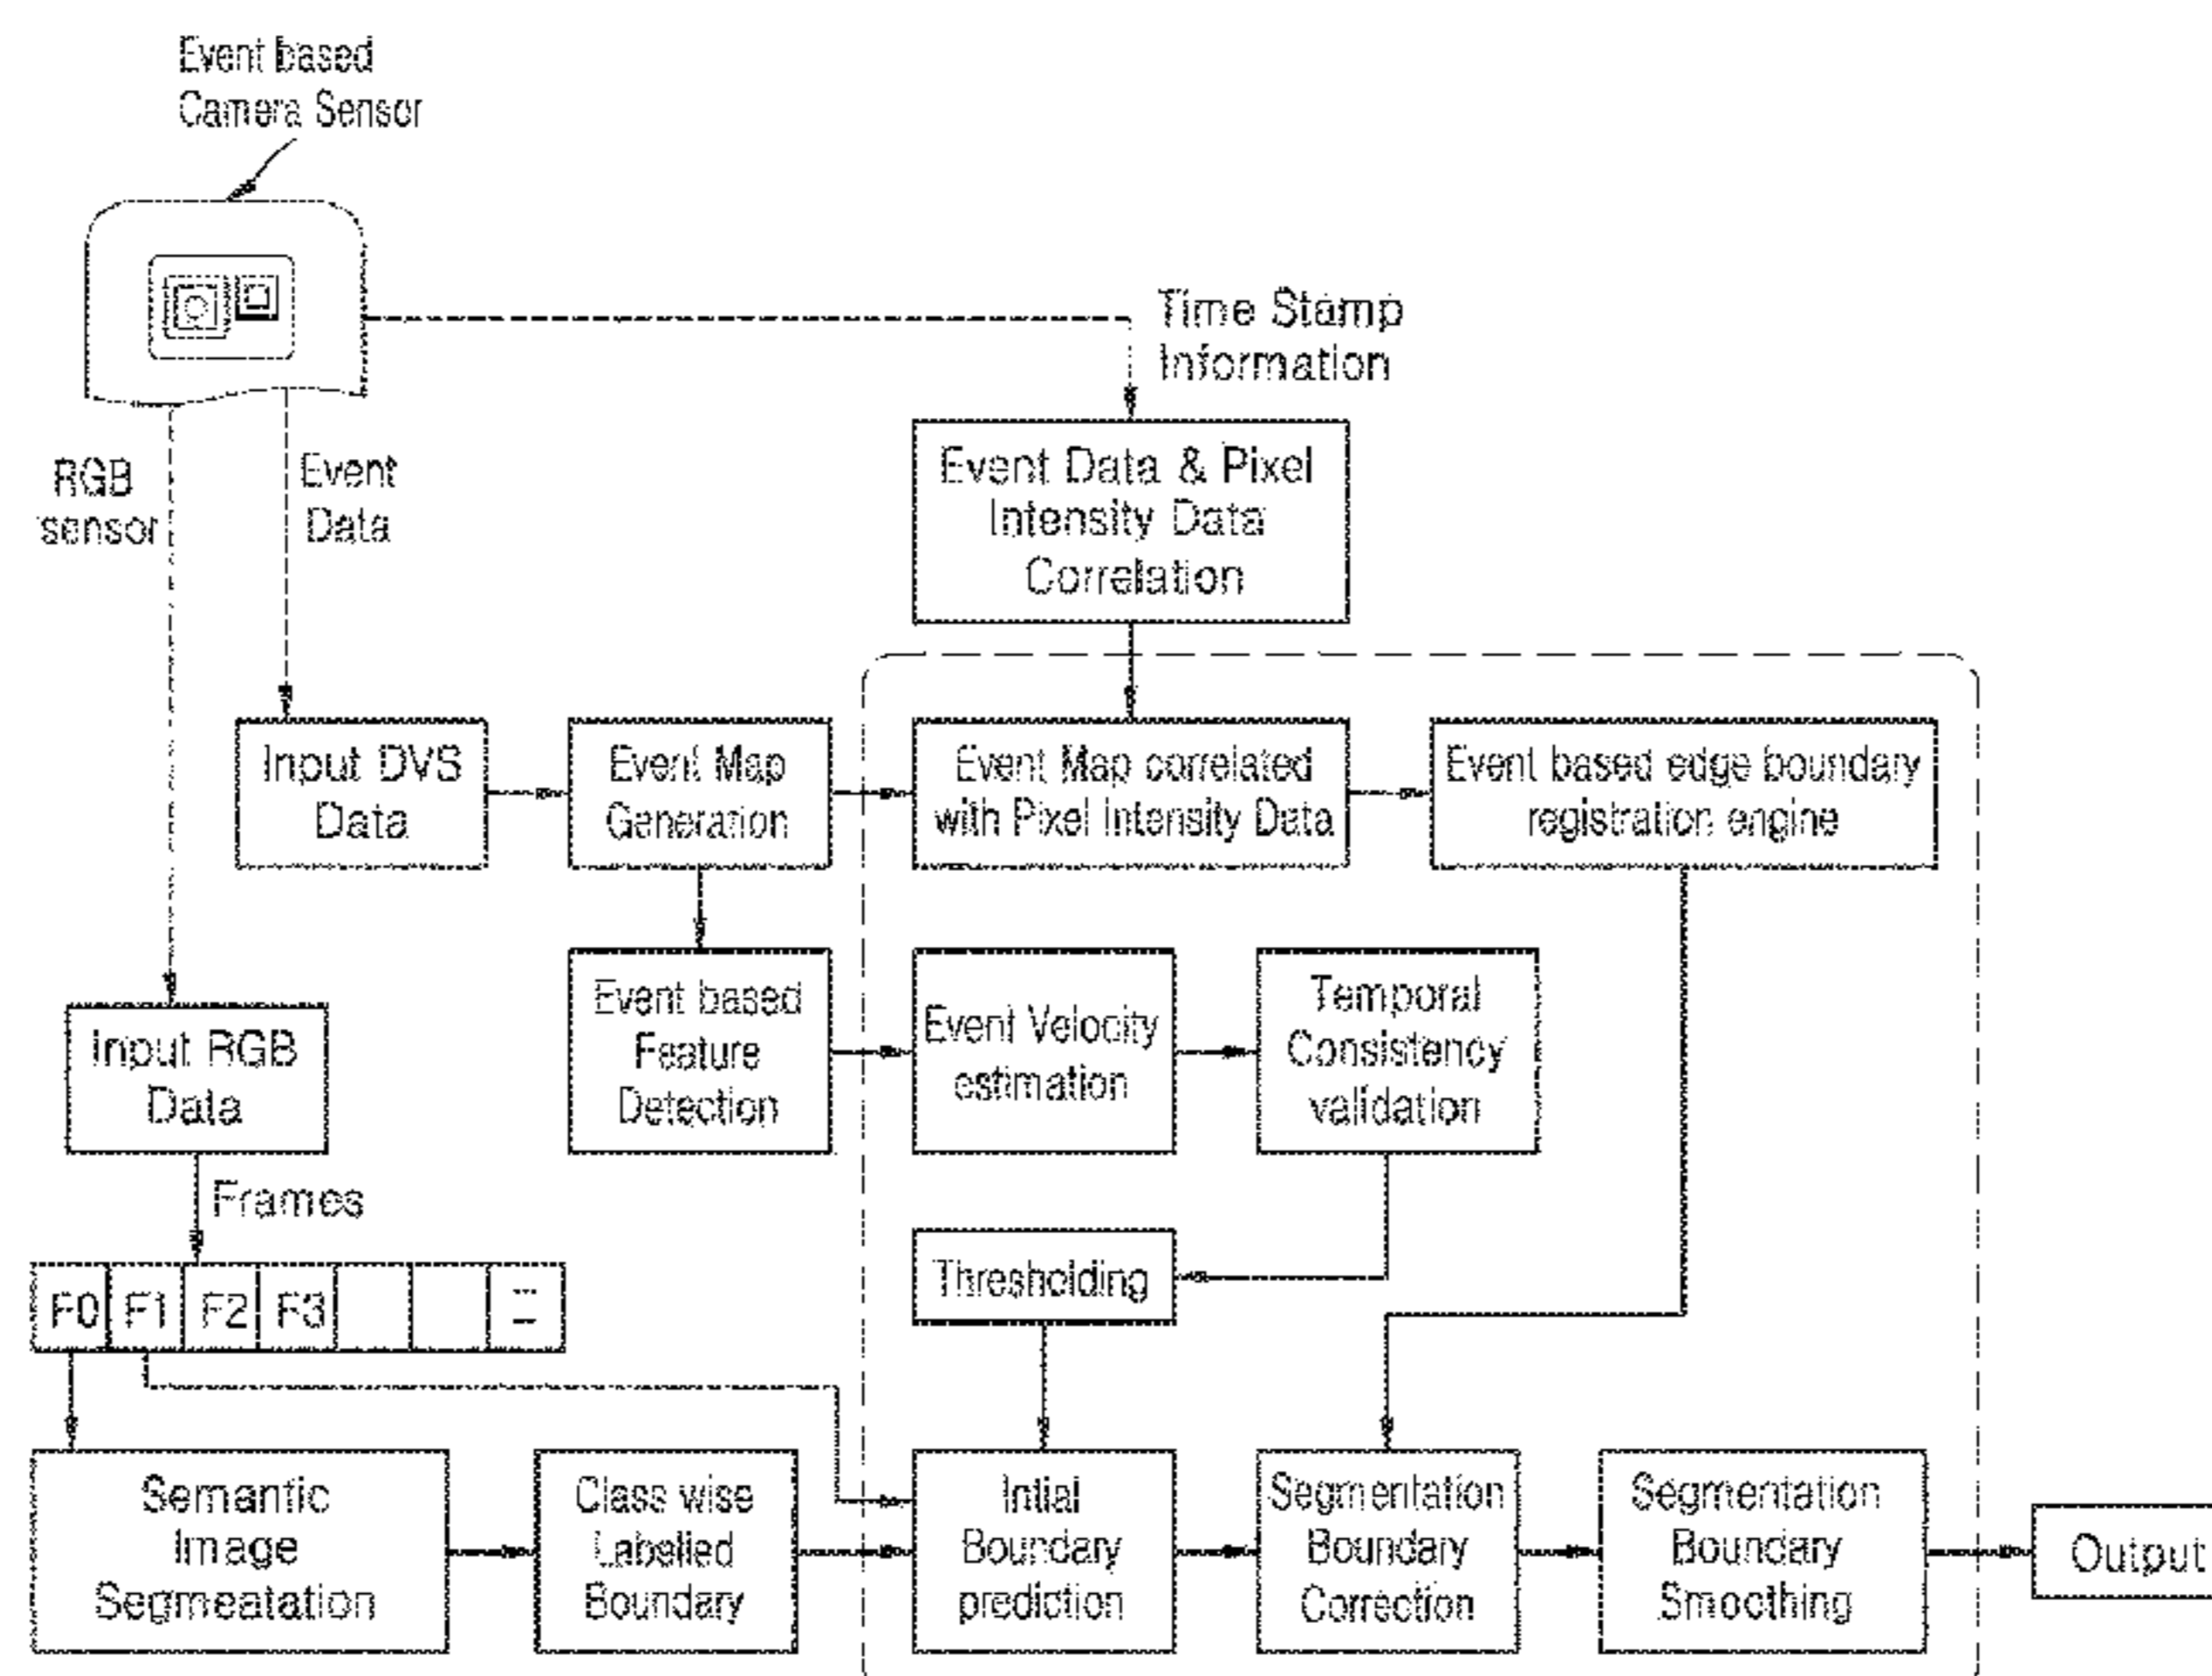 Event based
Camera Sensor
Time Stamp
Information
RGB
sensor
Event
Data
Event Data & Pixel
Intensity Data
Correlation
Input DVS
Data
Event Map
Generation
Event Map correlated
with Pixel Intensity Data
Event based edge boundary
registration engine
Input RGB
Data
Event based
Feature
Detection
Event Velocity
estimation
Temporal
Consistency
validation
Frames
Thresholding
F0 F1 F2 F3
Semantic
Image
Segmeatation
Class wise
Labelled
Boundary
Intial
Boundary
prediction
Segmentation
Boundary
Correction
Segmentation
Boundary
Smoothing
Output